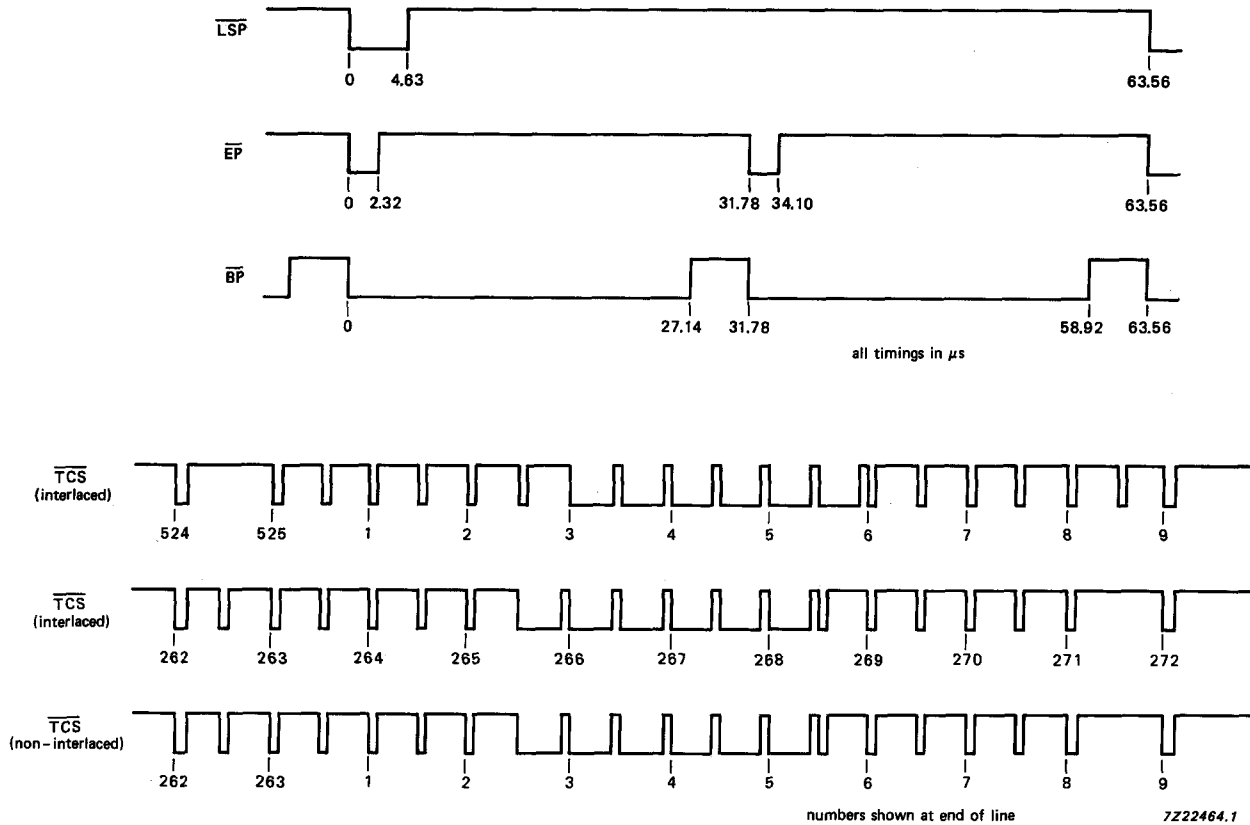 LSP
0 4.63 63.56
EP
0 2.32 31.78 34.10 63.56
BP
0 27.14 31.78 58.92 63.56
all timings in μs
TCS
(interlaced)
524 525 1 2 3 4 5 6 7 8 9
TCS
(interlaced)
262 263 264 265 266 267 268 269 270 271 272
TCS
(non-interlaced)
262 263 1 2 3 4 5 6 7 8 9
numbers shown at end of line
7Z22464.1